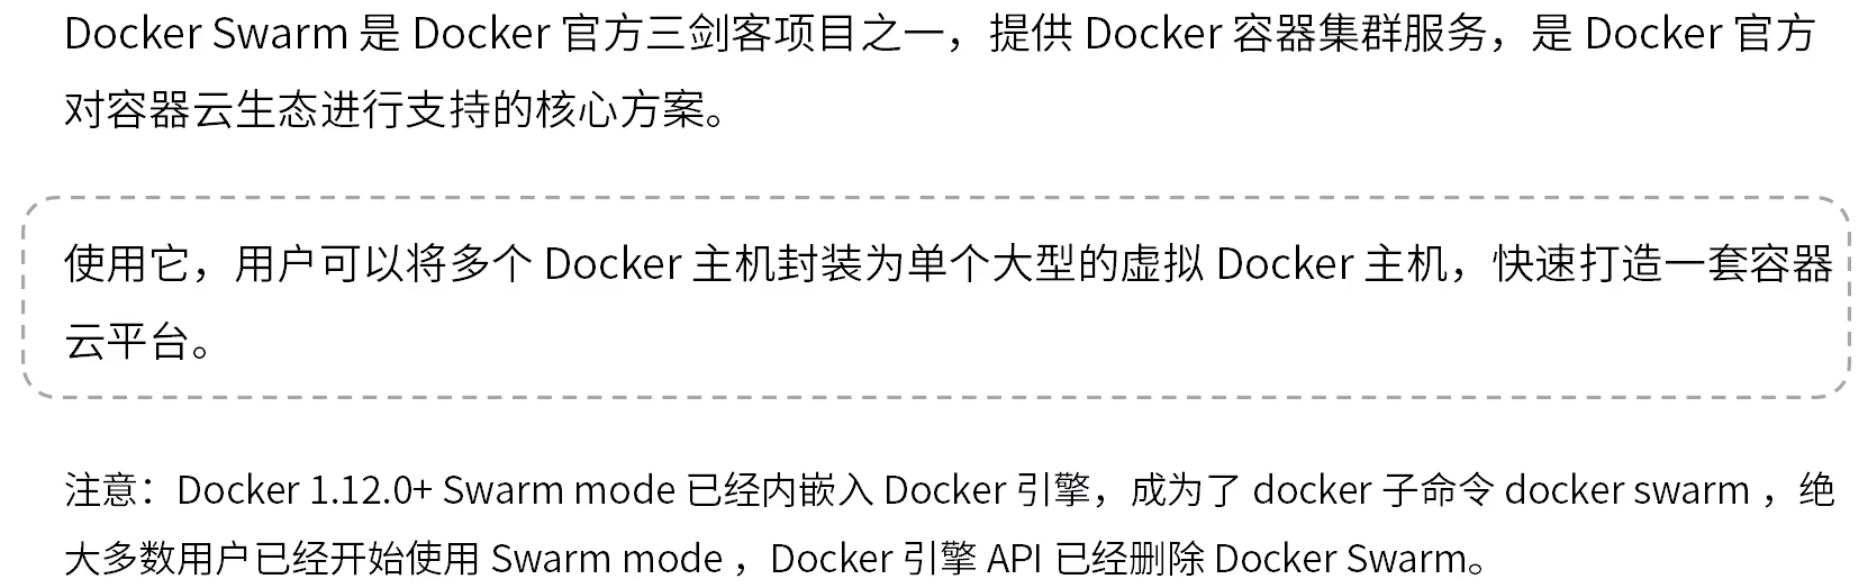 Docker Swarm 是 Docker 官方三剑客项目之一，提供 Docker 容器集群服务，是 Docker 官方
对容器云生态进行支持的核心方案。
使用它，用户可以将多个 Docker 主机封装为单个大型的虚拟 Docker 主机，快速打造一套容器
云平台。
注意：Docker 1.12.0+ Swarm mode 已经内嵌入 Docker 引擎，成为了 docker 子命令 docker swarm ，绝
大多数用户已经开始使用 Swarm mode ，Docker 引擎 API 已经删除 Docker Swarm。